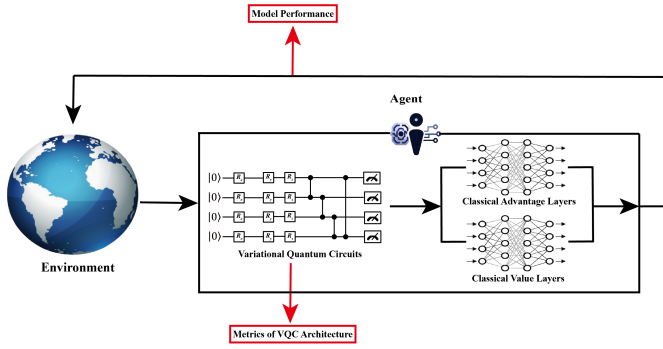 Model Performance
Agent
Environment
|0⟩
|0⟩
|0⟩
|0⟩
Variational Quantum Circuits
Classical Advantage Layers
Classical Value Layers
Metrics of VQC Architecture